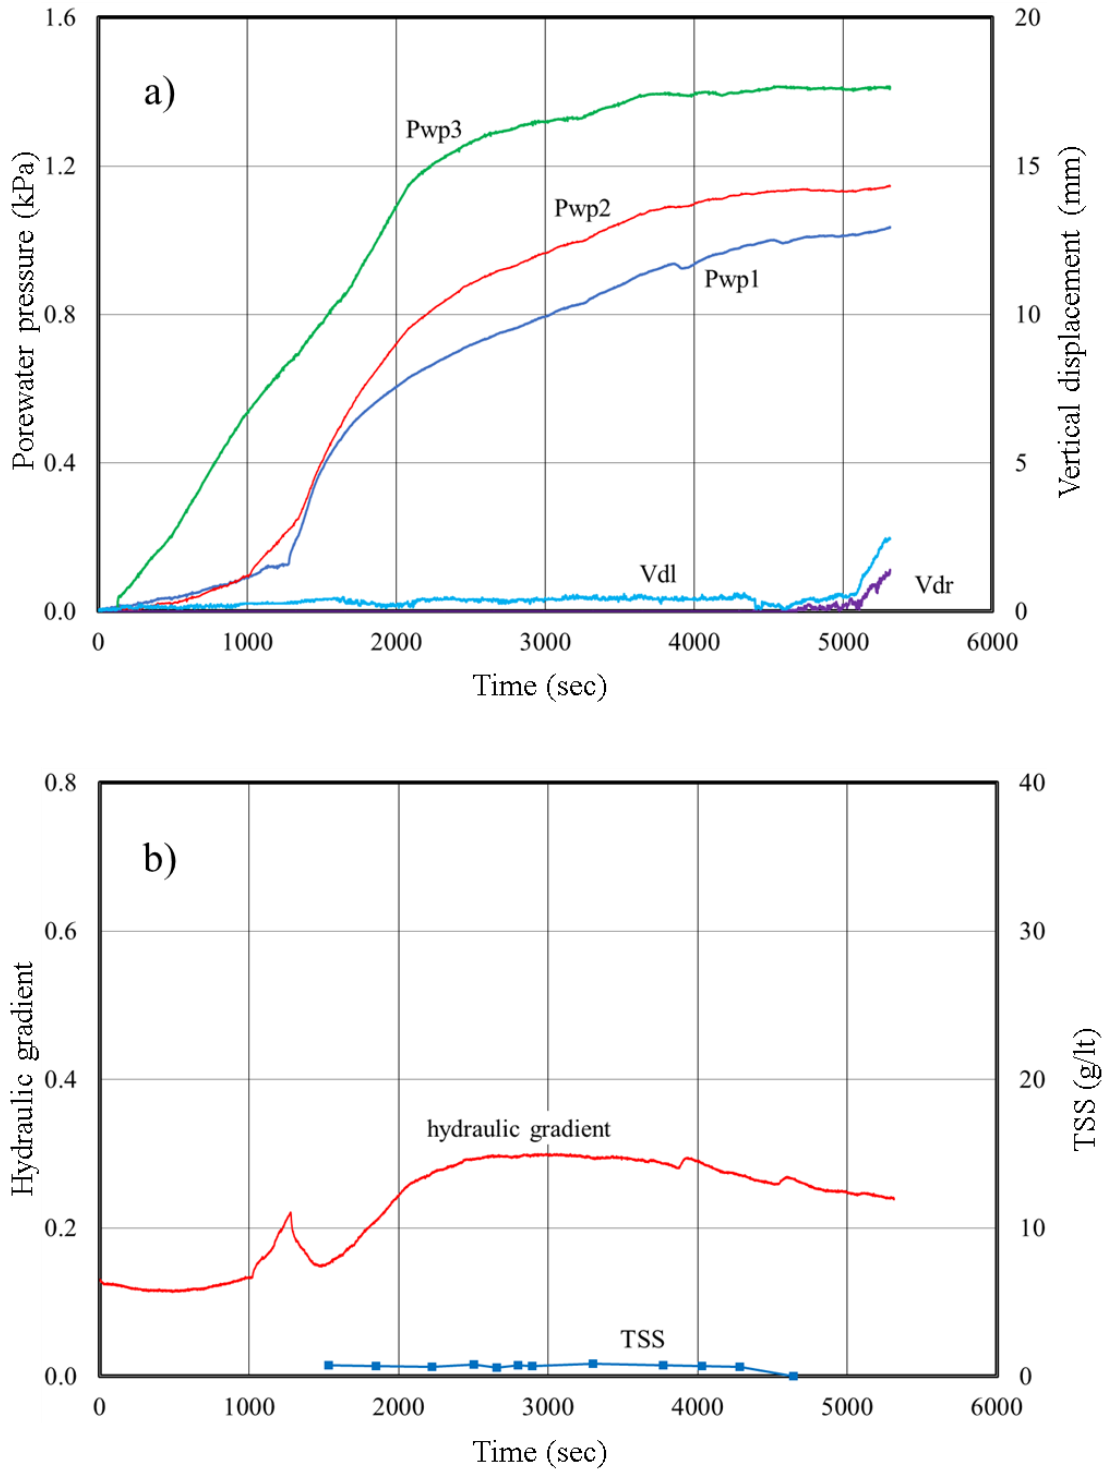 1.6
20
a)
Pwp3
1.2
15
Pwp2
Pwp1
0.8
10
0.4
5
Vdl
Vdr
0.0
0
0 1000 2000 3000 4000 5000 6000
Time (sec)
Porewater pressure (kPa)
Vertical displacement (mm)
0.8
40
b)
0.6
30
0.4
20
hydraulic gradient
0.2
10
TSS
0.0
0
0 1000 2000 3000 4000 5000 6000
Time (sec)
Hydraulic gradient
TSS (g/lt)